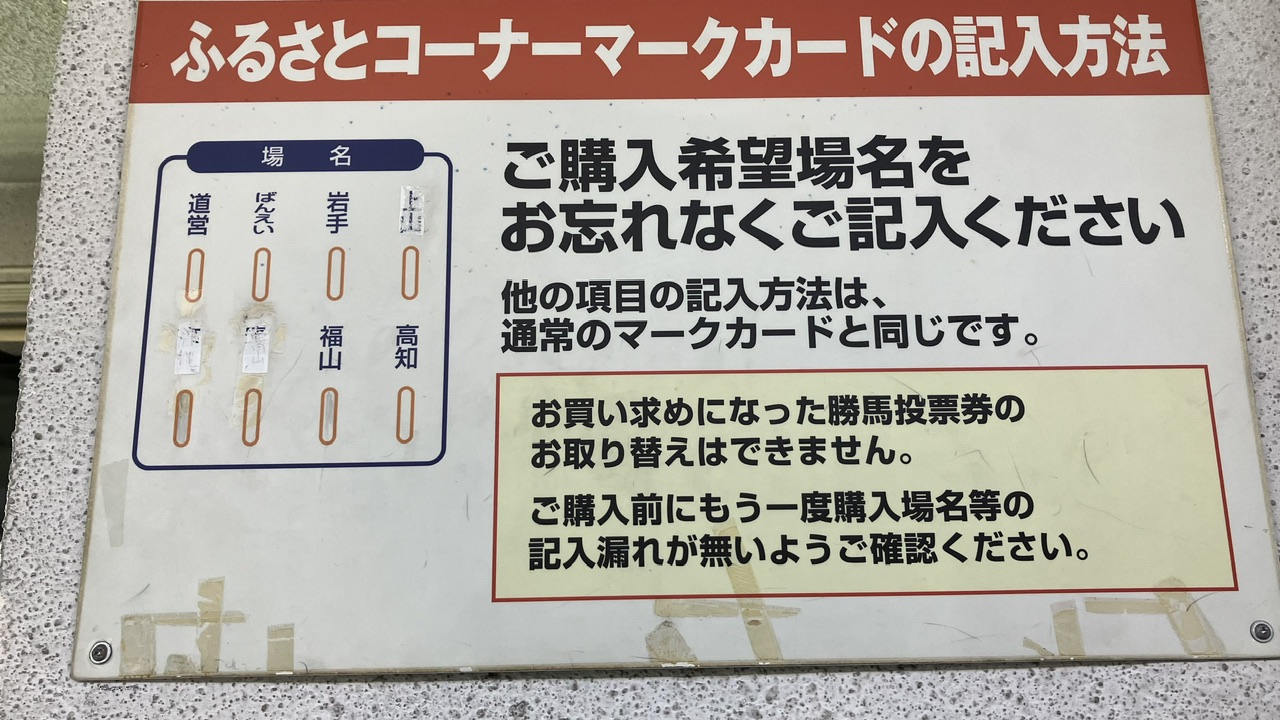 ふるさとコーナーマークカードの記入方法
場名
道営
ばんえい
岩手
福山
高知
ご購入希望場名を
お忘れなくご記入ください
他の項目の記入方法は、
通常のマークカードと同じです。
お買い求めになった勝馬投票券の
お取り替えはできません。
ご購入前にもう一度購入場名等の
記入漏れが無いようご確認ください。